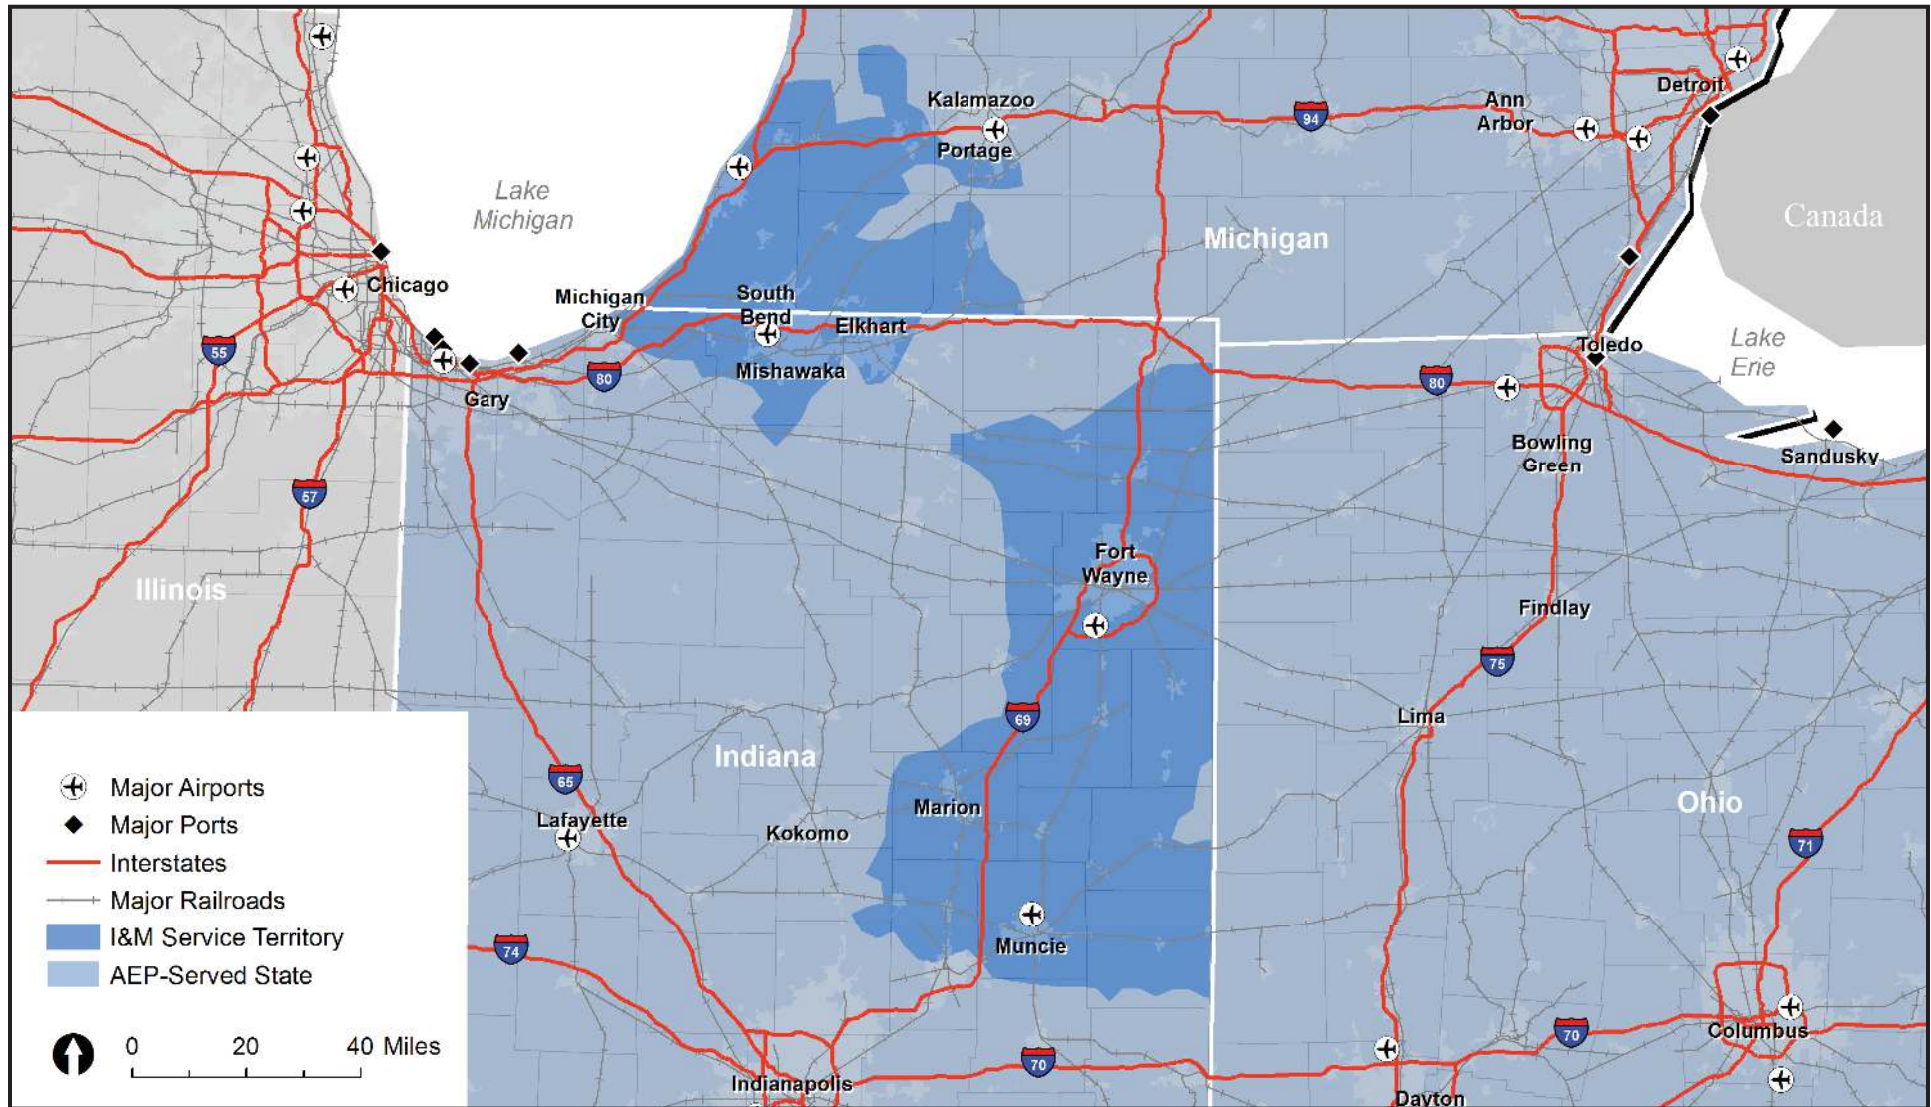 Kalamazoo
Portage
94
Ann
Arbor
Detroit
Lake
Michigan
Canada
Michigan
Chicago
Michigan
City
South
Bend
Elkhart
Mishawaka
55
80
Gary
80
Toledo
Lake
Erie
Bowling
Green
Sandusky
57
Illinois
Fort
Wayne
Findlay
75
69
Lima
Indiana
65
Lafayette
Kokomo
Marion
Ohio
71
74
Muncie
70
Columbus
70
Indianapolis
Dayton
Major Airports
Major Ports
Interstates
Major Railroads
I&M Service Territory
AEP-Served State
0 20 40 Miles